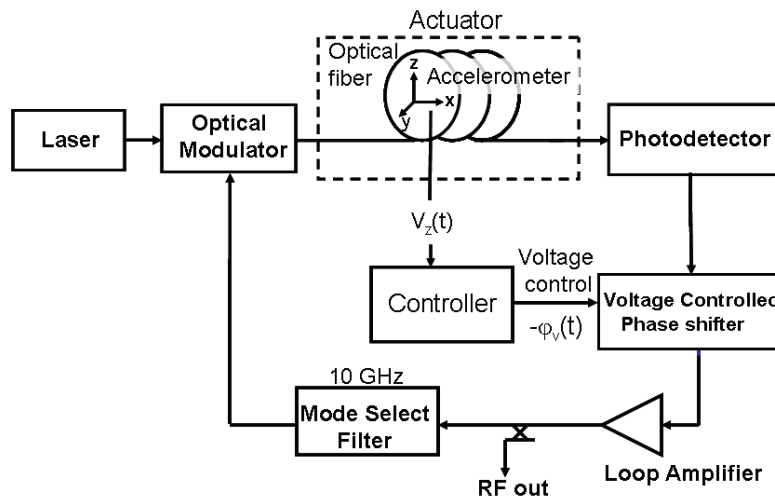 Actuator
Optical
fiber
Accelerometer
z
x
y
Laser
Optical
Modulator
Photodetector
Vz(t)
Voltage
control
Controller
-φv(t)
Voltage Controlled
Phase shifter
10 GHz
Mode Select
Filter
RF out
Loop Amplifier